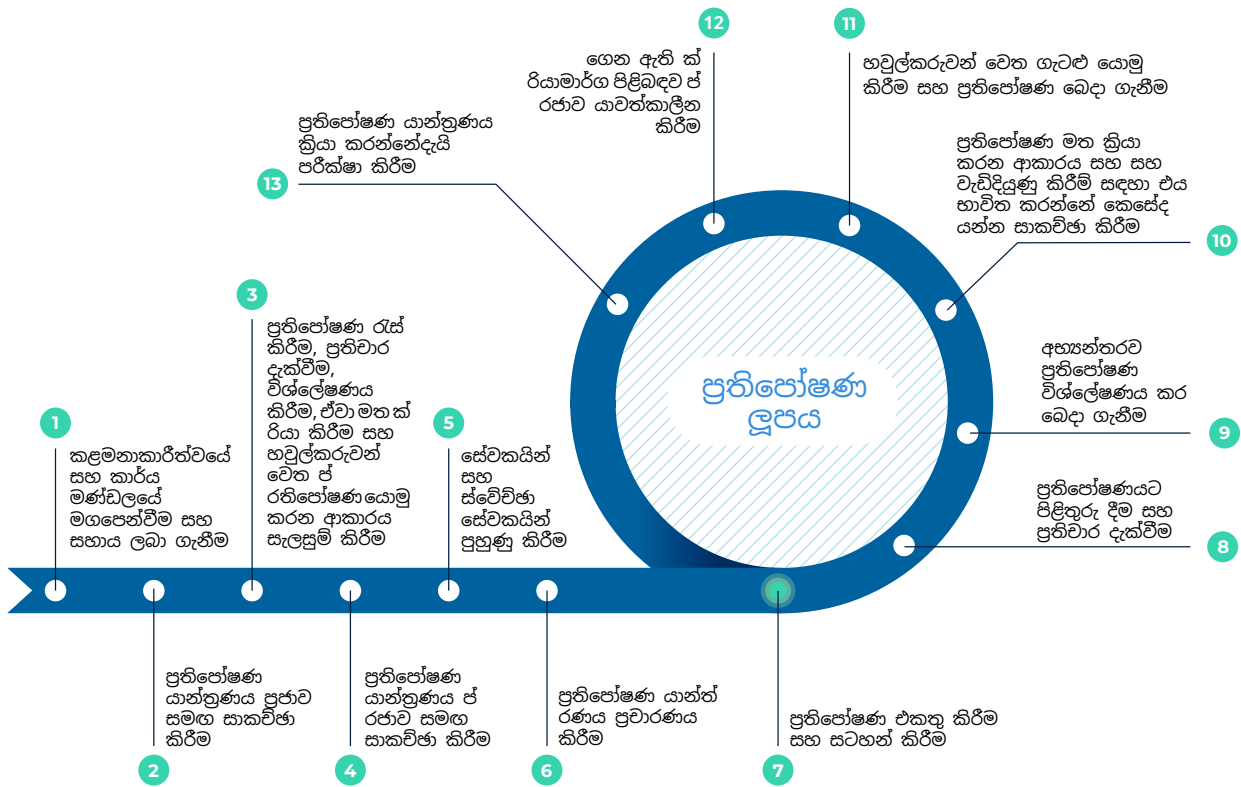 1
කළමනාකාරීත්වයේ
සහ කාර්ය
මණ්ඩලයේ
මගපෙන්වීම සහ
සහාය ලබා ගැනීම
2
ප්‍රතිපෝෂණ
යාන්ත්‍රණය ප්‍රජාව
සමඟ සාකච්ඡා
කිරීම
3
ප්‍රතිපෝෂණ රැස්
කිරීම, ප්‍රතිචාර
දැක්වීම,
විශ්ලේෂණය
කිරීම, ඒවා මත ක්
රියා කිරීම සහ
හවුල්කරුවන්
වෙත ප්
රතිපෝෂණ යොමු
කරන ආකාරය
සැලසුම් කිරීම
4
ප්‍රතිපෝෂණ
යාන්ත්‍රණය ප්
රජාව සමඟ
සාකච්ඡා කිරීම
5
සේවකයින්
සහ
ස්වේච්ඡා
සේවකයින්
පුහුණු කිරීම
6
ප්‍රතිපෝෂණ යාන්ත්
රණය ප්‍රචාරණය
කිරීම
7
ප්‍රතිපෝෂණ එකතු කිරීම
සහ සටහන් කිරීම
8
ප්‍රතිපෝෂණයට
පිළිතුරු දීම සහ
ප්‍රතිචාර දැක්වීම
9
අභ්‍යන්තරව
ප්‍රතිපෝෂණ
විශ්ලේෂණය කර
බෙදා ගැනීම
10
ප්‍රතිපෝෂණ මත ක්‍රියා
කරන ආකාරය සහ සහ
වැඩිදියුණු කිරීම් සඳහා එය
භාවිත කරන්නේ කෙසේද
යන්න සාකච්ඡා කිරීම
11
හවුල්කරුවන් වෙත ගැටළු යොමු
කිරීම සහ ප්‍රතිපෝෂණ බෙදා ගැනීම
12
ගෙන ඇති ක්
රියාමාර්ග පිළිබඳව ප්
රජාව යාවත්කාලීන
කිරීම
13
ප්‍රතිපෝෂණ යාන්ත්‍රණය
ක්‍රියා කරන්නේදැයි
පරීක්ෂා කිරීම
ප්‍රතිපෝෂණ
ලූපය